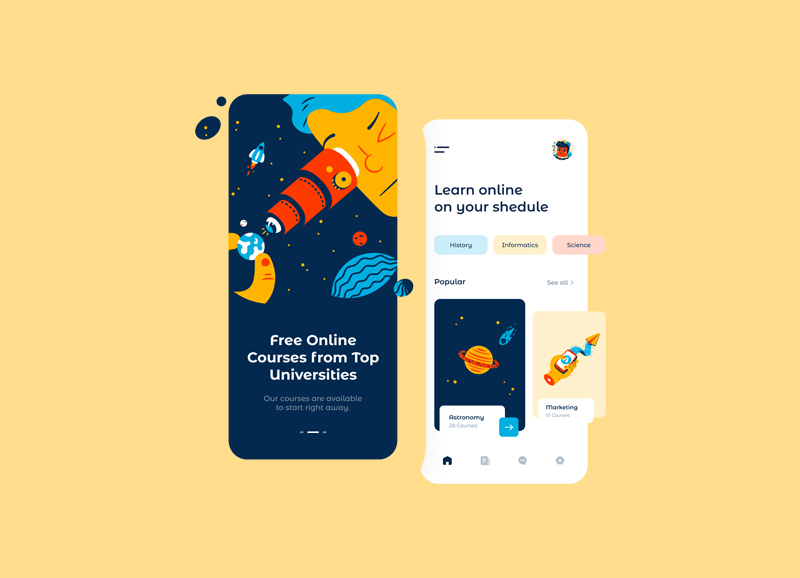 Free Online
Courses from Top
Universities
Our courses are available
to start right away.
Learn online
on your shedule
History
Informatics
Science
Popular
See all
Astronomy
28 Courses
Marketing
10 Courses